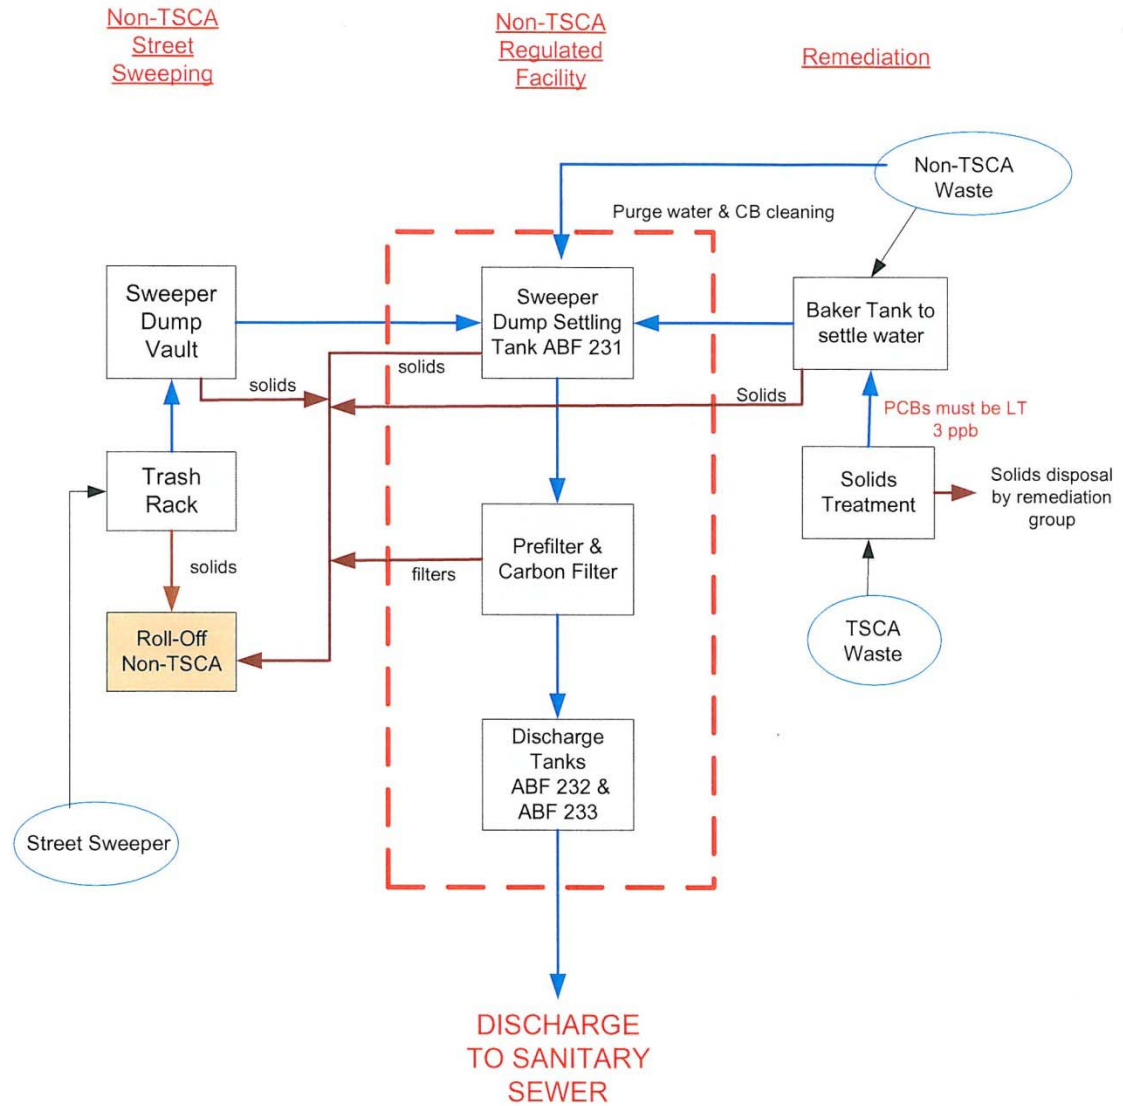 Non-TSCA
Street
Sweeping
Non-TSCA
Regulated
Facility
Remediation
Non-TSCA
Waste
Purge water & CB cleaning
Sweeper
Dump
Vault
Sweeper
Dump Settling
Tank ABF 231
Baker Tank to
settle water
solids
solids
Solids
PCBs must be LT
3 ppb
Trash
Rack
Solids
Treatment
Solids disposal
by remediation
group
Prefilter &
Carbon Filter
solids
filters
Roll-Off
Non-TSCA
TSCA
Waste
Discharge
Tanks
ABF 232 &
ABF 233
Street Sweeper
DISCHARGE
TO SANITARY
SEWER